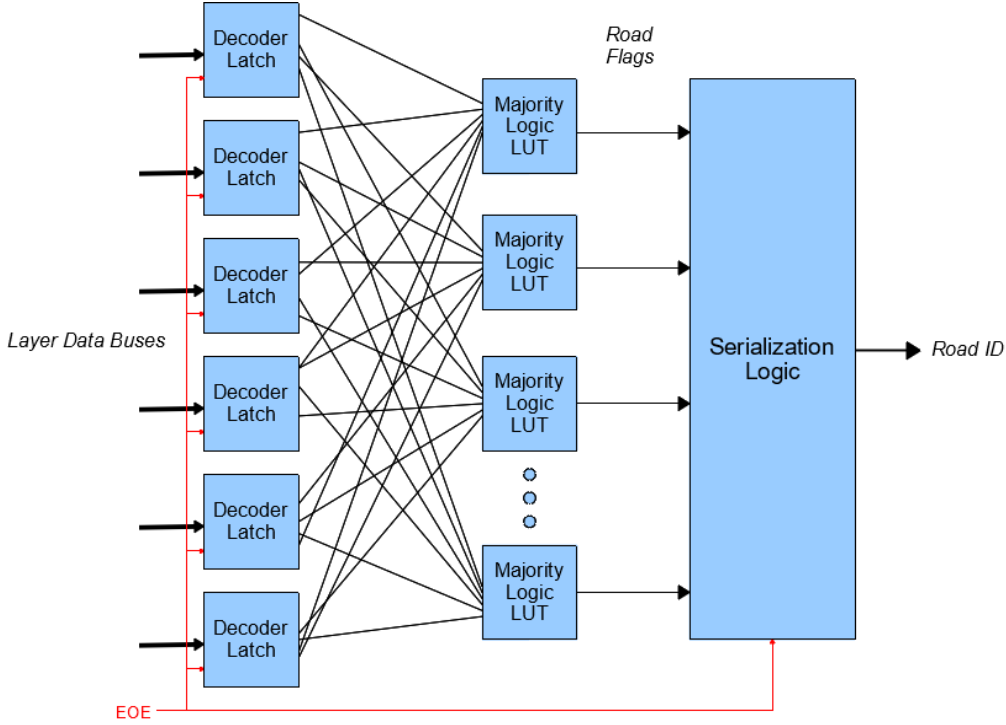 Decoder
Latch
Decoder
Latch
Decoder
Latch
Decoder
Latch
Decoder
Latch
Decoder
Latch
Layer Data Buses
EOE
Majority
Logic
LUT
Majority
Logic
LUT
Majority
Logic
LUT
Majority
Logic
LUT
Road
Flags
Serialization
Logic
Road ID